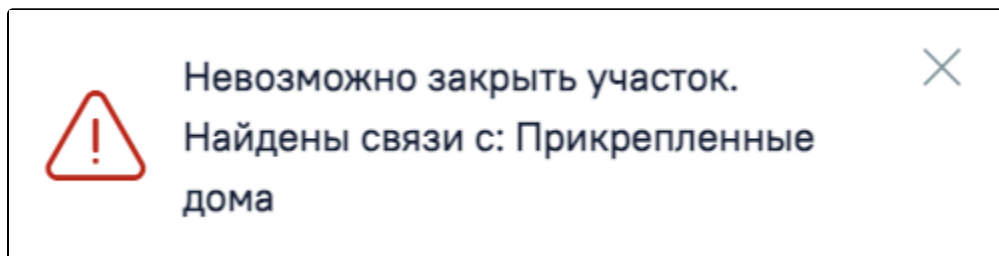 Невозможно закрыть участок.
Найдены связи с: Прикрепленные
дома